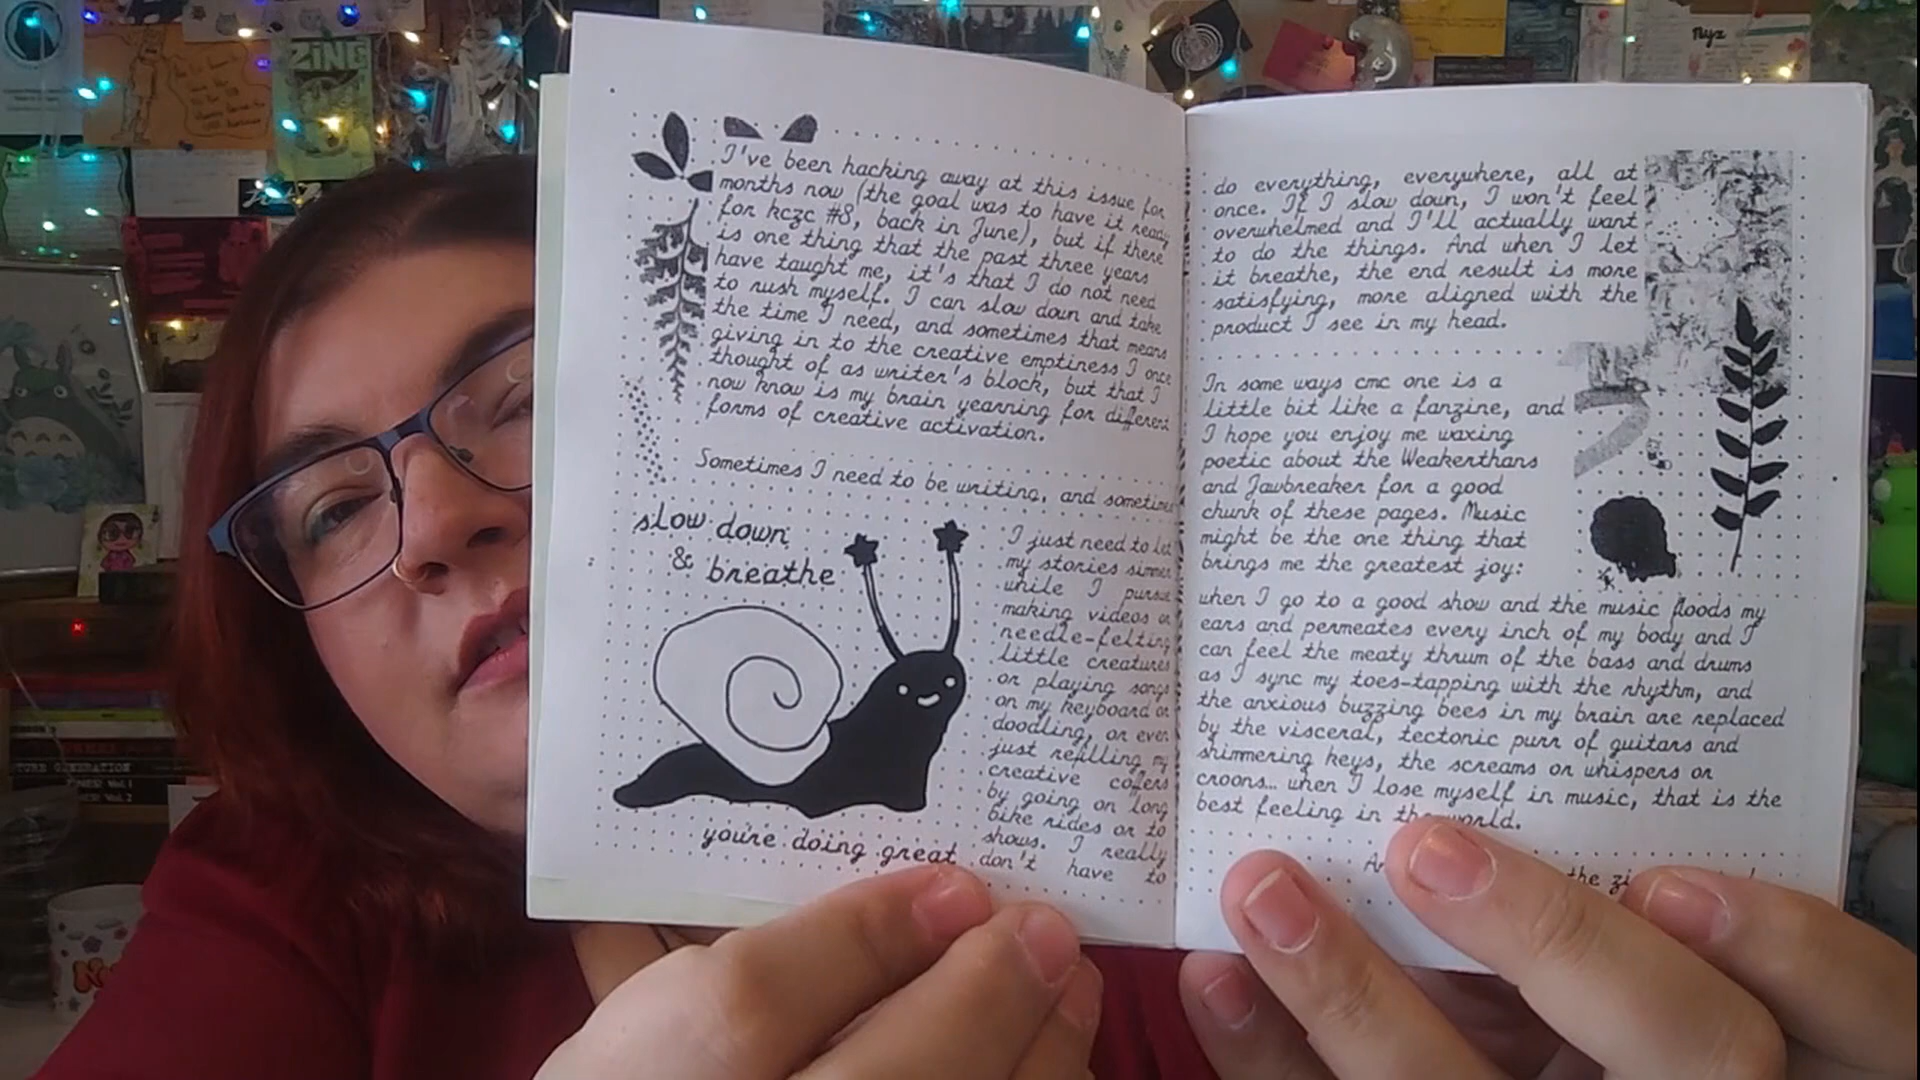 ZINE
Nyx
I've been hacking away at this issue for
months now (the goal was to have it ready
for kczc #8, back in June), but if there
is one thing that the past three years
have taught me, it's that I do not need
to rush myself. I can slow down and take
the time I need, and sometimes that means
giving in to the creative emptiness I once
thought of as writer's block, but that I
now know is my brain yearning for different
forms of creative activation.
Sometimes I need to be writing, and sometimes
slow down
& breathe
I just need to let
my stories simmer
while I pursue
making videos or
needle-felting
little creatures
or playing songs
on my keyboard or
doodling, or even
just refilling my
creative coffers
by going on long
bike rides or to
shows. I really
don't have to
you're doing great
2
do everything, everywhere, all at
once. If I slow down, I won't feel
overwhelmed and I'll actually want
to do the things. And when I let
it breathe, the end result is more
satisfying, more aligned with the
product I see in my head.
In some ways cmc one is a
little bit like a fanzine, and
I hope you enjoy me waxing
poetic about the Weakerthans
and Jawbreaker for a good
chunk of these pages. Music
might be the one thing that
brings me the greatest joy:
when I go to a good show and the music floods my
ears and permeates every inch of my body and I
can feel the meaty thrum of the bass and drums
as I sync my toes-tapping with the rhythm, and
the anxious buzzing bees in my brain are replaced
by the visceral, tectonic purr of guitars and
shimmering keys, the screams or whispers or
croons... when I lose myself in music, that is the
best feeling in the world.
the
GENERATION
Vol. 1
Vol. 2